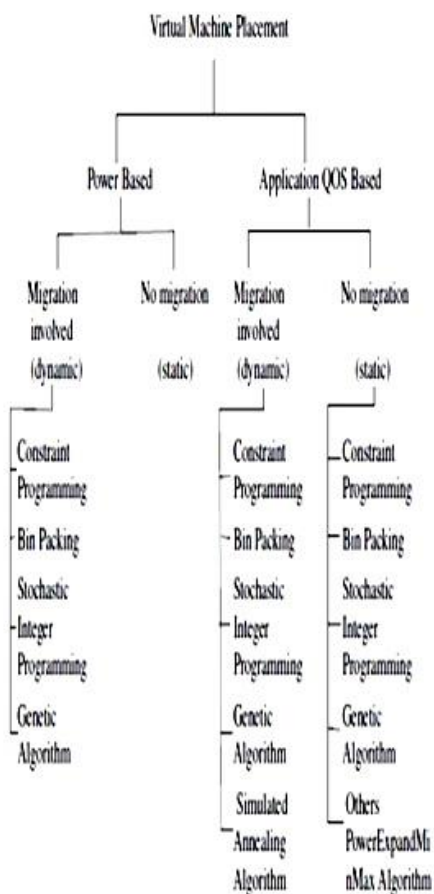 Virtual Machine Placement
Power Based
Application QOS Based
Migration
involved
(dynamic)
No migration
(static)
Migration
involved
(dynamic)
No migration
(static)
Constraint
Programming
Bin Packing
Stochastic
Integer
Programming
Genetic
Algorithm
Constraint
Programming
Bin Packing
Stochastic
Integer
Programming
Genetic
Algorithm
Simulated
Annealing
Algorithm
Constraint
Programming
Bin Packing
Stochastic
Integer
Programming
Genetic
Algorithm
Others
PowerExpandMi
nMax Algorithm